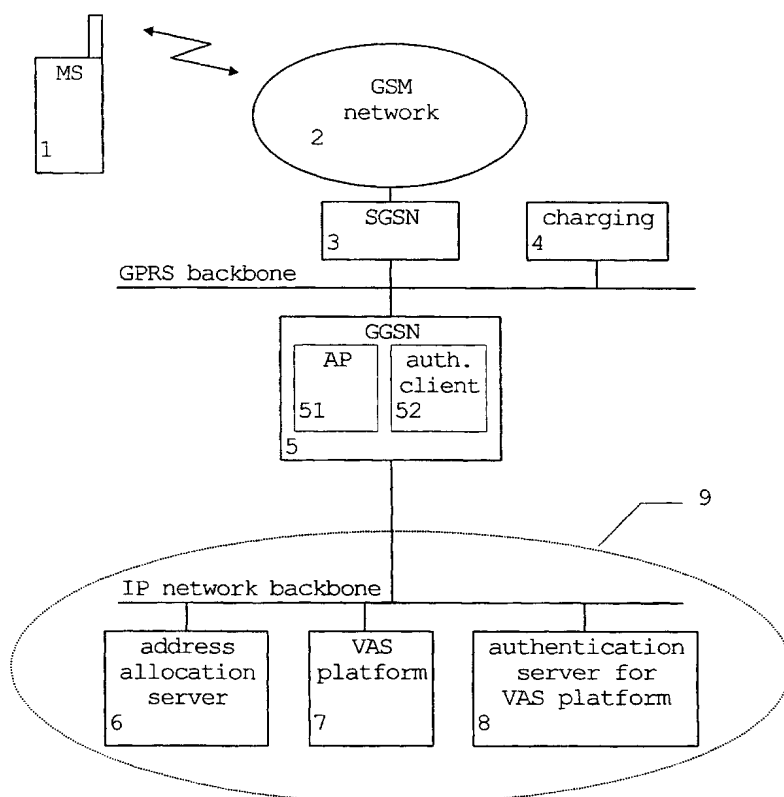 MS
1
GSM
network
2
SGSN
3
charging
4
GPRS backbone
GGSN
AP
51
auth.
client
52
5
9
IP network backbone
address
allocation
server
6
VAS
platform
7
authentication
server for
VAS platform
8